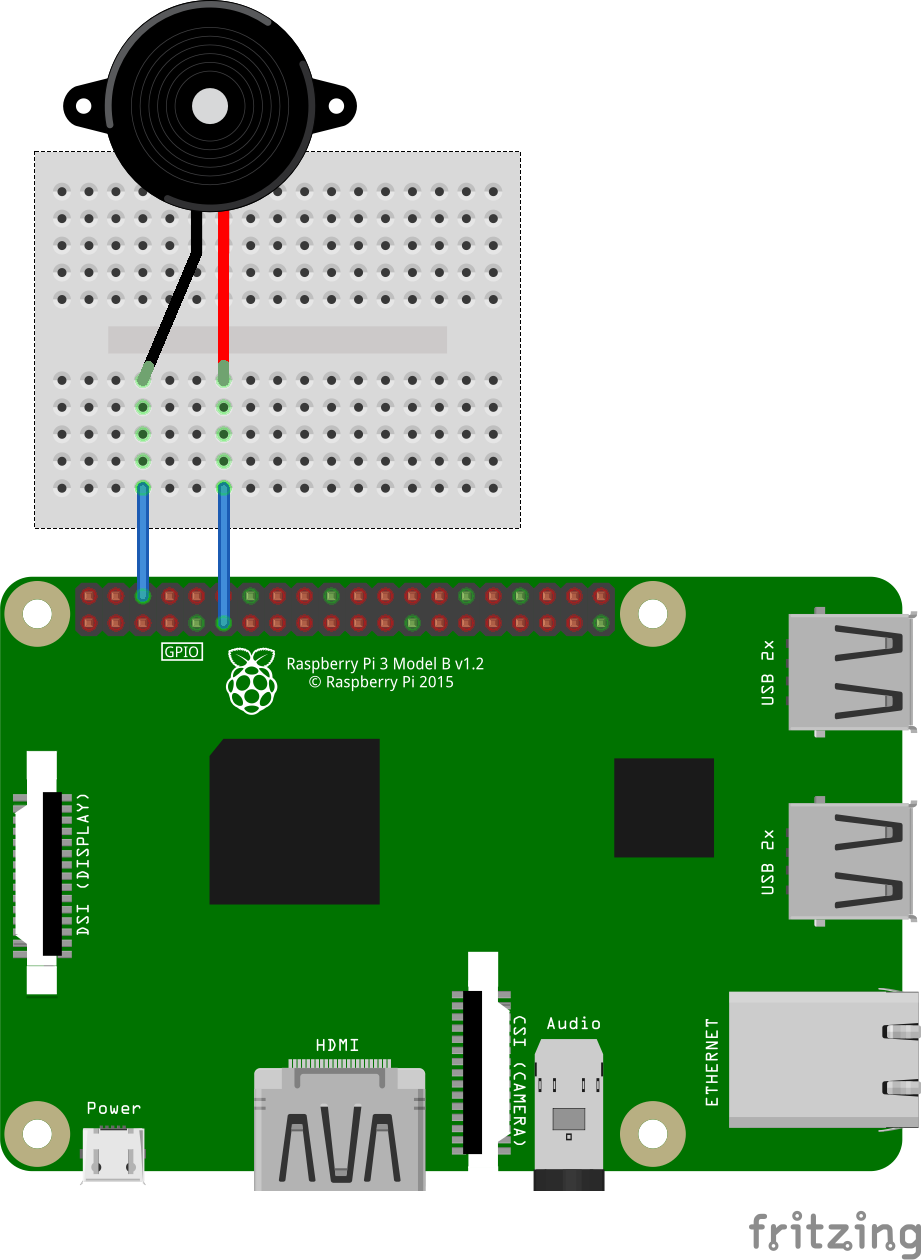 GPIO
Raspberry Pi 3 Model B v1.2
© Raspberry Pi 2015
USB 2x
DSI (DISPLAY)
USB 2x
CSI (CAMERA)
Audio
ETHERNET
HDMI
Power
fritzing